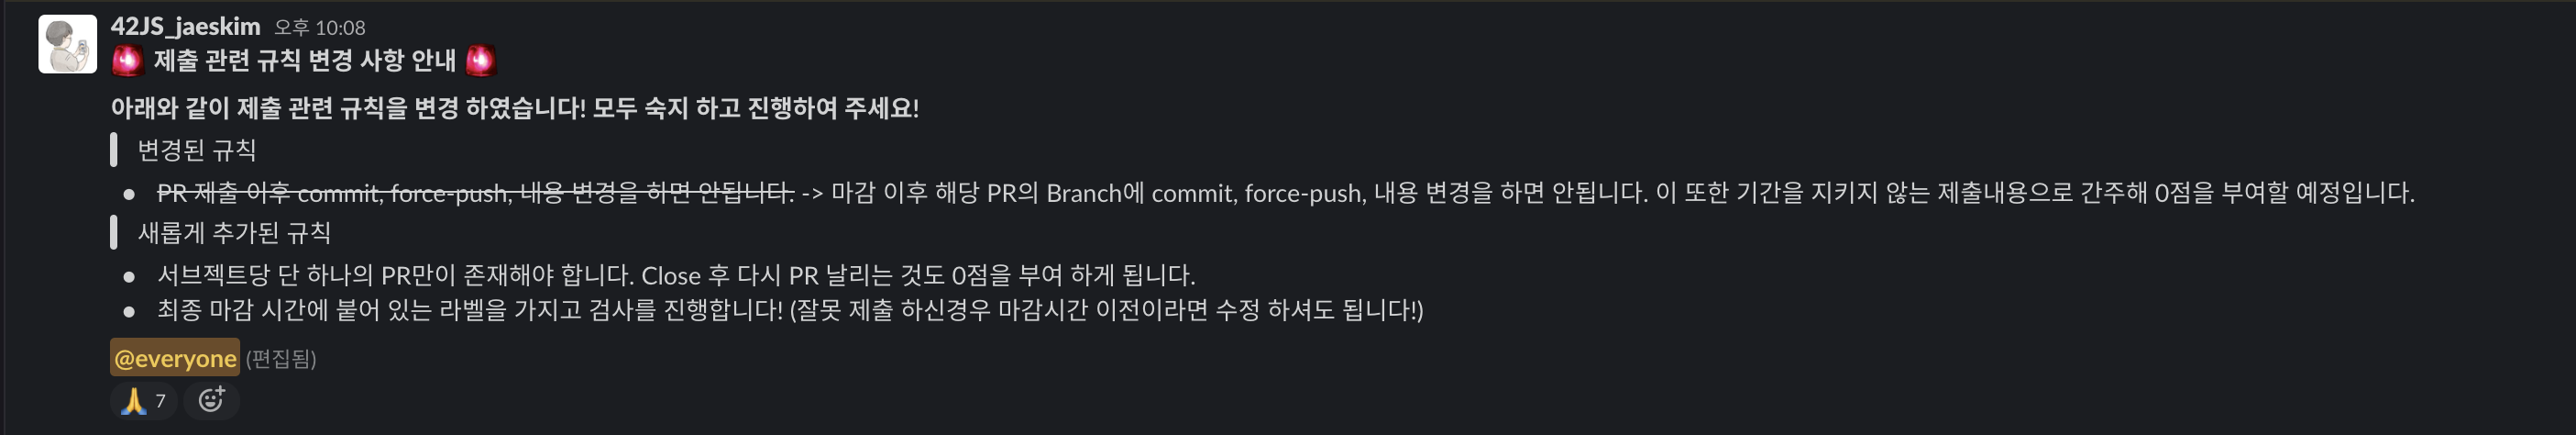 42JS_jaeskim 오후 10:08
🚨 제출 관련 규칙 변경 사항 안내 🚨
아래와 같이 제출 관련 규칙을 변경 하였습니다! 모두 숙지 하고 진행하여 주세요!
변경된 규칙
• PR 제출 이후 commit, force-push, 내용 변경을 하면 안됩니다. -> 마감 이후 해당 PR의 Branch에 commit, force-push, 내용 변경을 하면 안됩니다. 이 또한 기간을 지키지 않는 제출내용으로 간주해 0점을 부여할 예정입니다.
새롭게 추가된 규칙
• 서브젝트당 단 하나의 PR만이 존재해야 합니다. Close 후 다시 PR 날리는 것도 0점을 부여 하게 됩니다.
• 최종 마감 시간에 붙어 있는 라벨을 가지고 검사를 진행합니다! (잘못 제출 하신경우 마감시간 이전이라면 수정 하셔도 됩니다!)
@everyone (편집됨)
🙏 7